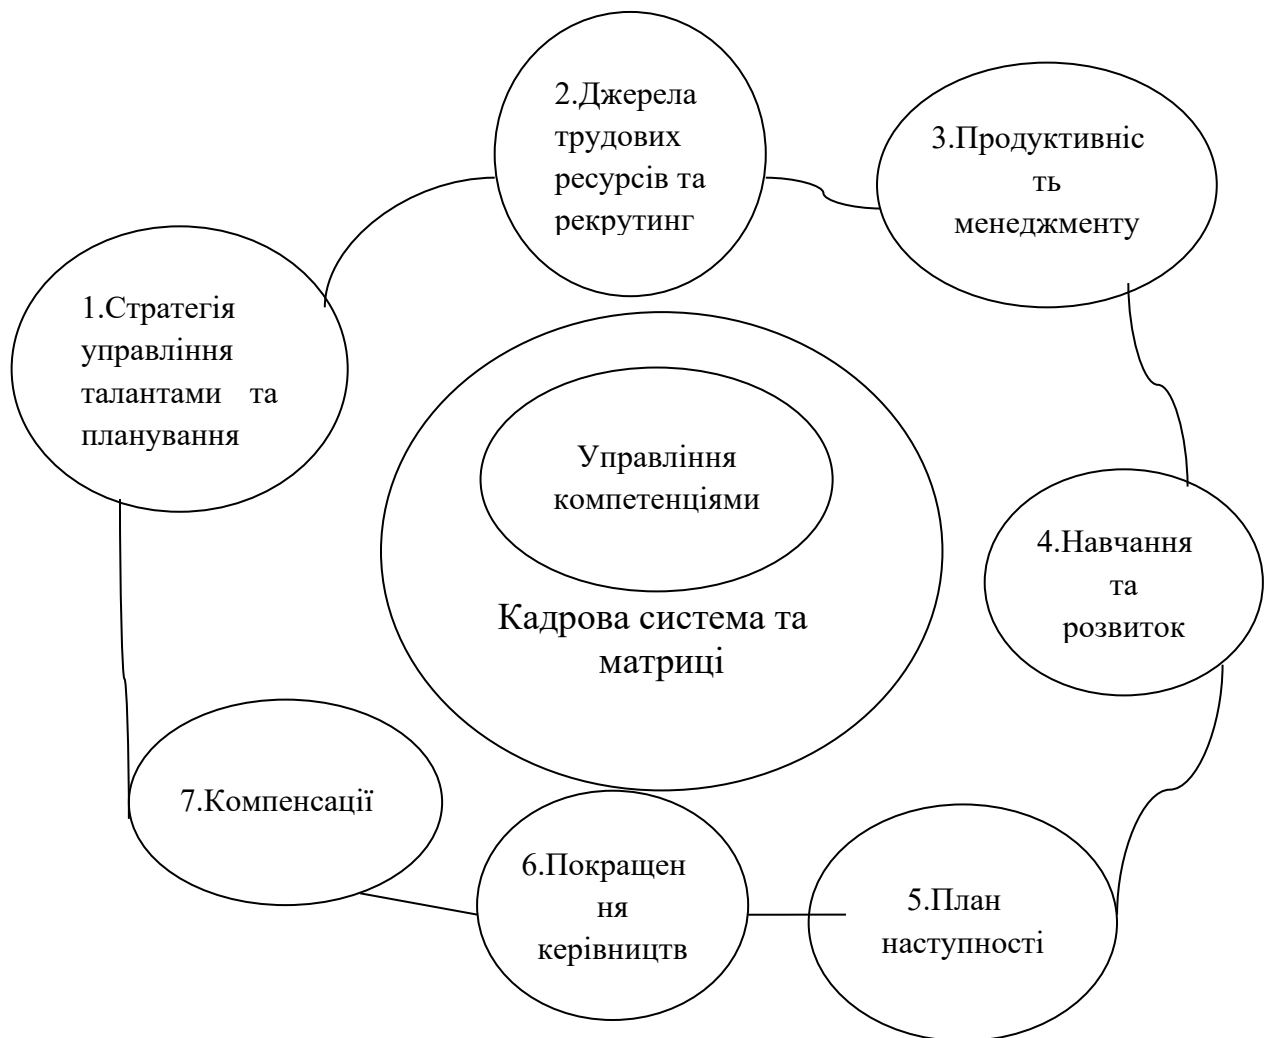 1.Стратегія
управління
талантами та
планування
2.Джерела
трудових
ресурсів та
рекрутинг
3.Продуктивніс
ть
менеджменту
4.Навчання
та
розвиток
5.План
наступності
6.Покращен
ня
керівництв
7.Компенсації
Управління
компетенціями
Кадрова система та
матриці